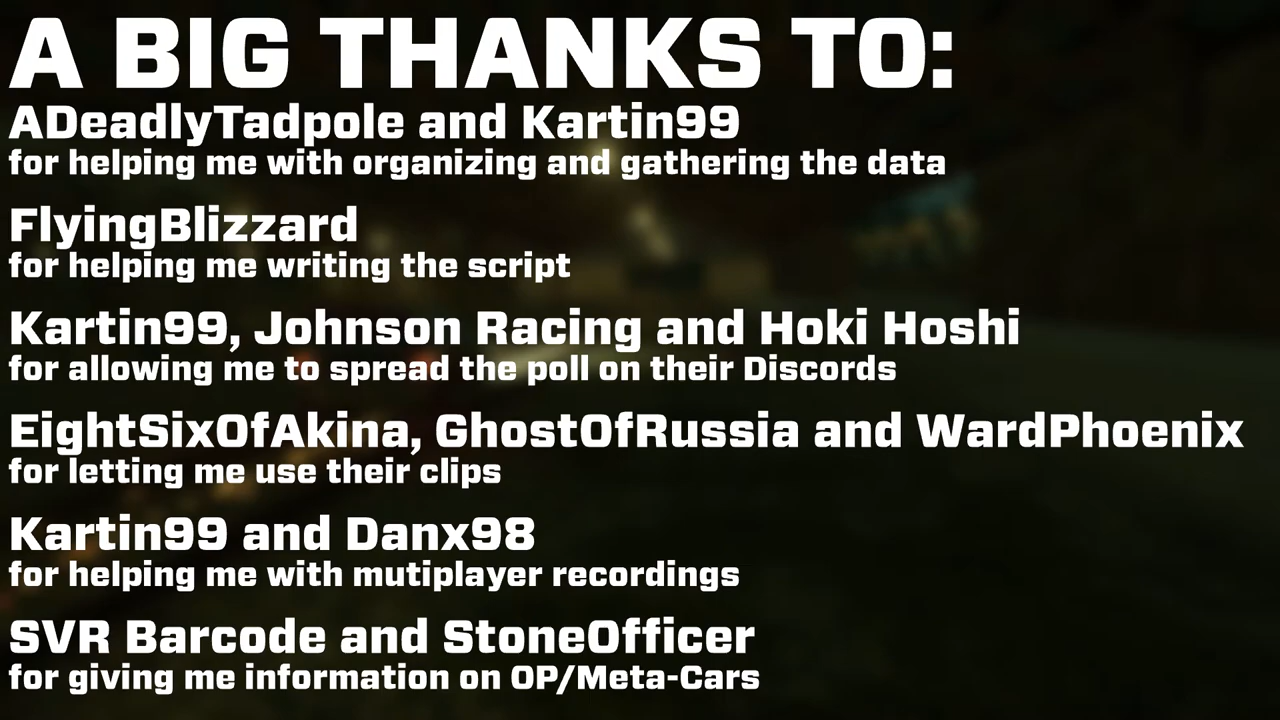 A BIG THANKS TO:
ADeadlyTadpole and Kartin99
for helping me with organizing and gathering the data
FlyingBlizzard
for helping me writing the script
Kartin99, Johnson Racing and Hoki Hoshi
for allowing me to spread the poll on their Discords
EightSixOfAkina, GhostOfRussia and WardPhoenix
for letting me use their clips
Kartin99 and Danx98
for helping me with mutiplayer recordings
SVR Barcode and StoneOfficer
for giving me information on OP/Meta-Cars